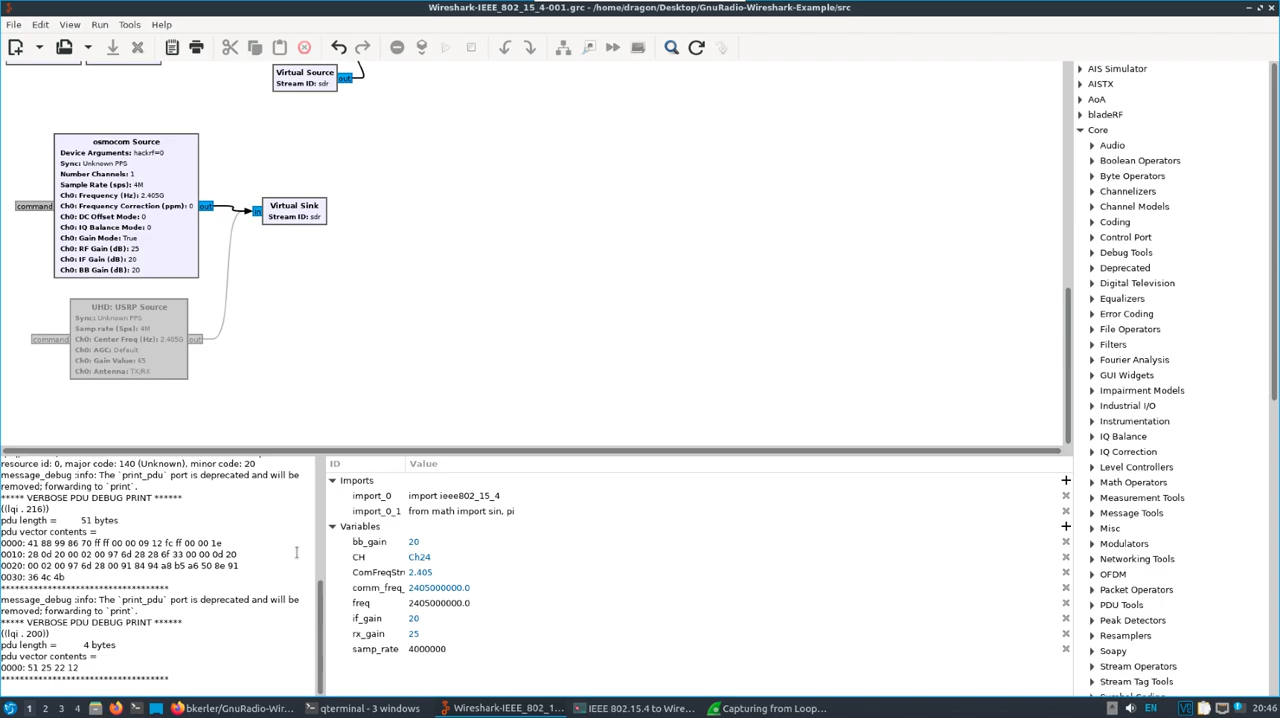 Wireshark-IEEE_802_15_4-001.grc - /home/dragon/Desktop/GnuRadio-Wireshark-Example/src
File Edit View Run Tools Help
Virtual Source
Stream ID: sdr
out
osmocom Source
Device Arguments: hackrf=0
Sync: Unknown PPS
Number Channels: 1
Sample Rate (sps): 4M
Ch0: Frequency (Hz): 2.405G
Ch0: Frequency Correction (ppm): 0
Ch0: DC Offset Mode: 0
Ch0: IQ Balance Mode: 0
Ch0: Gain Mode: True
Ch0: RF Gain (dB): 25
Ch0: IF Gain (dB): 20
Ch0: BB Gain (dB): 20
command
out
in
Virtual Sink
Stream ID: sdr
UHD: USRP Source
Sync: Unknown PPS
Samp rate (Sps): 4M
Ch0: Center Freq (Hz): 2.405G
Ch0: AGC: Default
Ch0: Gain Value: 65
Ch0: Antenna: TX/RX
command
out
resource id: 0, major code: 140 (Unknown), minor code: 20
message_debug :info: The `print_pdu` port is deprecated and will be
removed; forwarding to `print`.
***** VERBOSE PDU DEBUG PRINT ******
((lqi . 216))
pdu length = 51 bytes
pdu vector contents =
0000: 41 88 99 86 70 ff ff 00 00 09 12 fc ff 00 00 1e
0010: 28 0d 20 00 02 00 97 6d 28 28 6f 33 00 00 0d 20
0020: 00 02 00 97 6d 28 00 91 84 94 a8 b5 a6 50 8e 91
0030: 36 4c 4b
***********************************
message_debug :info: The `print_pdu` port is deprecated and will be
removed; forwarding to `print`.
***** VERBOSE PDU DEBUG PRINT ******
((lqi . 200))
pdu length = 4 bytes
pdu vector contents =
0000: 51 25 22 12
***********************************
ID Value
Imports
import_0 import ieee802_15_4
import_0_1 from math import sin, pi
Variables
bb_gain 20
CH Ch24
ComFreqStr 2.405
comm_freq_ 2405000000.0
freq 2405000000.0
if_gain 20
rx_gain 25
samp_rate 4000000
AIS Simulator
AISTX
AoA
bladeRF
Core
Audio
Boolean Operators
Byte Operators
Channelizers
Channel Models
Coding
Control Port
Debug Tools
Deprecated
Digital Television
Equalizers
Error Coding
File Operators
Filters
Fourier Analysis
GUI Widgets
Impairment Models
Industrial I/O
Instrumentation
IQ Balance
IQ Correction
Level Controllers
Math Operators
Measurement Tools
Message Tools
Misc
Modulators
Networking Tools
OFDM
Packet Operators
PDU Tools
Peak Detectors
Resamplers
Soapy
Stream Operators
Stream Tag Tools
1 2 3 4 bkerler/GnuRadio-Wir... qterminal - 3 windows Wireshark-IEEE_802_1... IEEE 802.15.4 to Wire... Capturing from Loop... EN 20:46